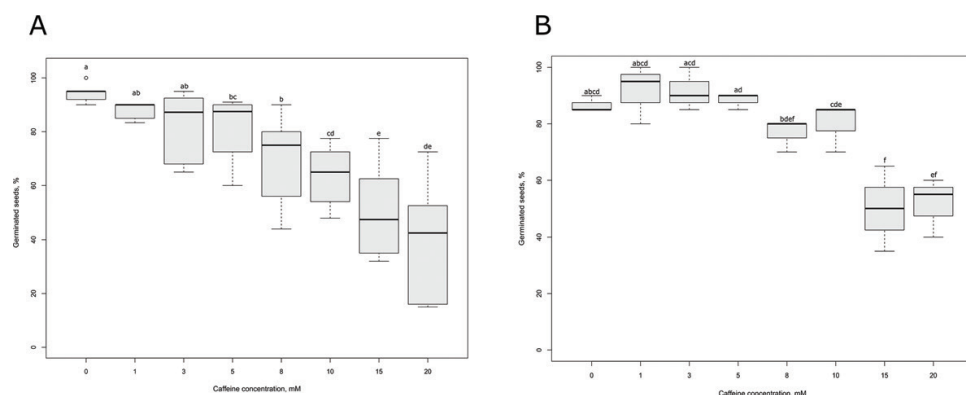 A
a
ab
ab
bc
b
cd
e
de
100
80
60
40
20
0
Germinated seeds, %
0 1 3 5 8 10 15 20
Caffeine concentration, mM
B
abcd
abcd
acd
ad
bdef
cde
f
ef
100
80
60
40
20
0
Germinated seeds, %
0 1 3 5 8 10 15 20
Caffeine concentration, mM